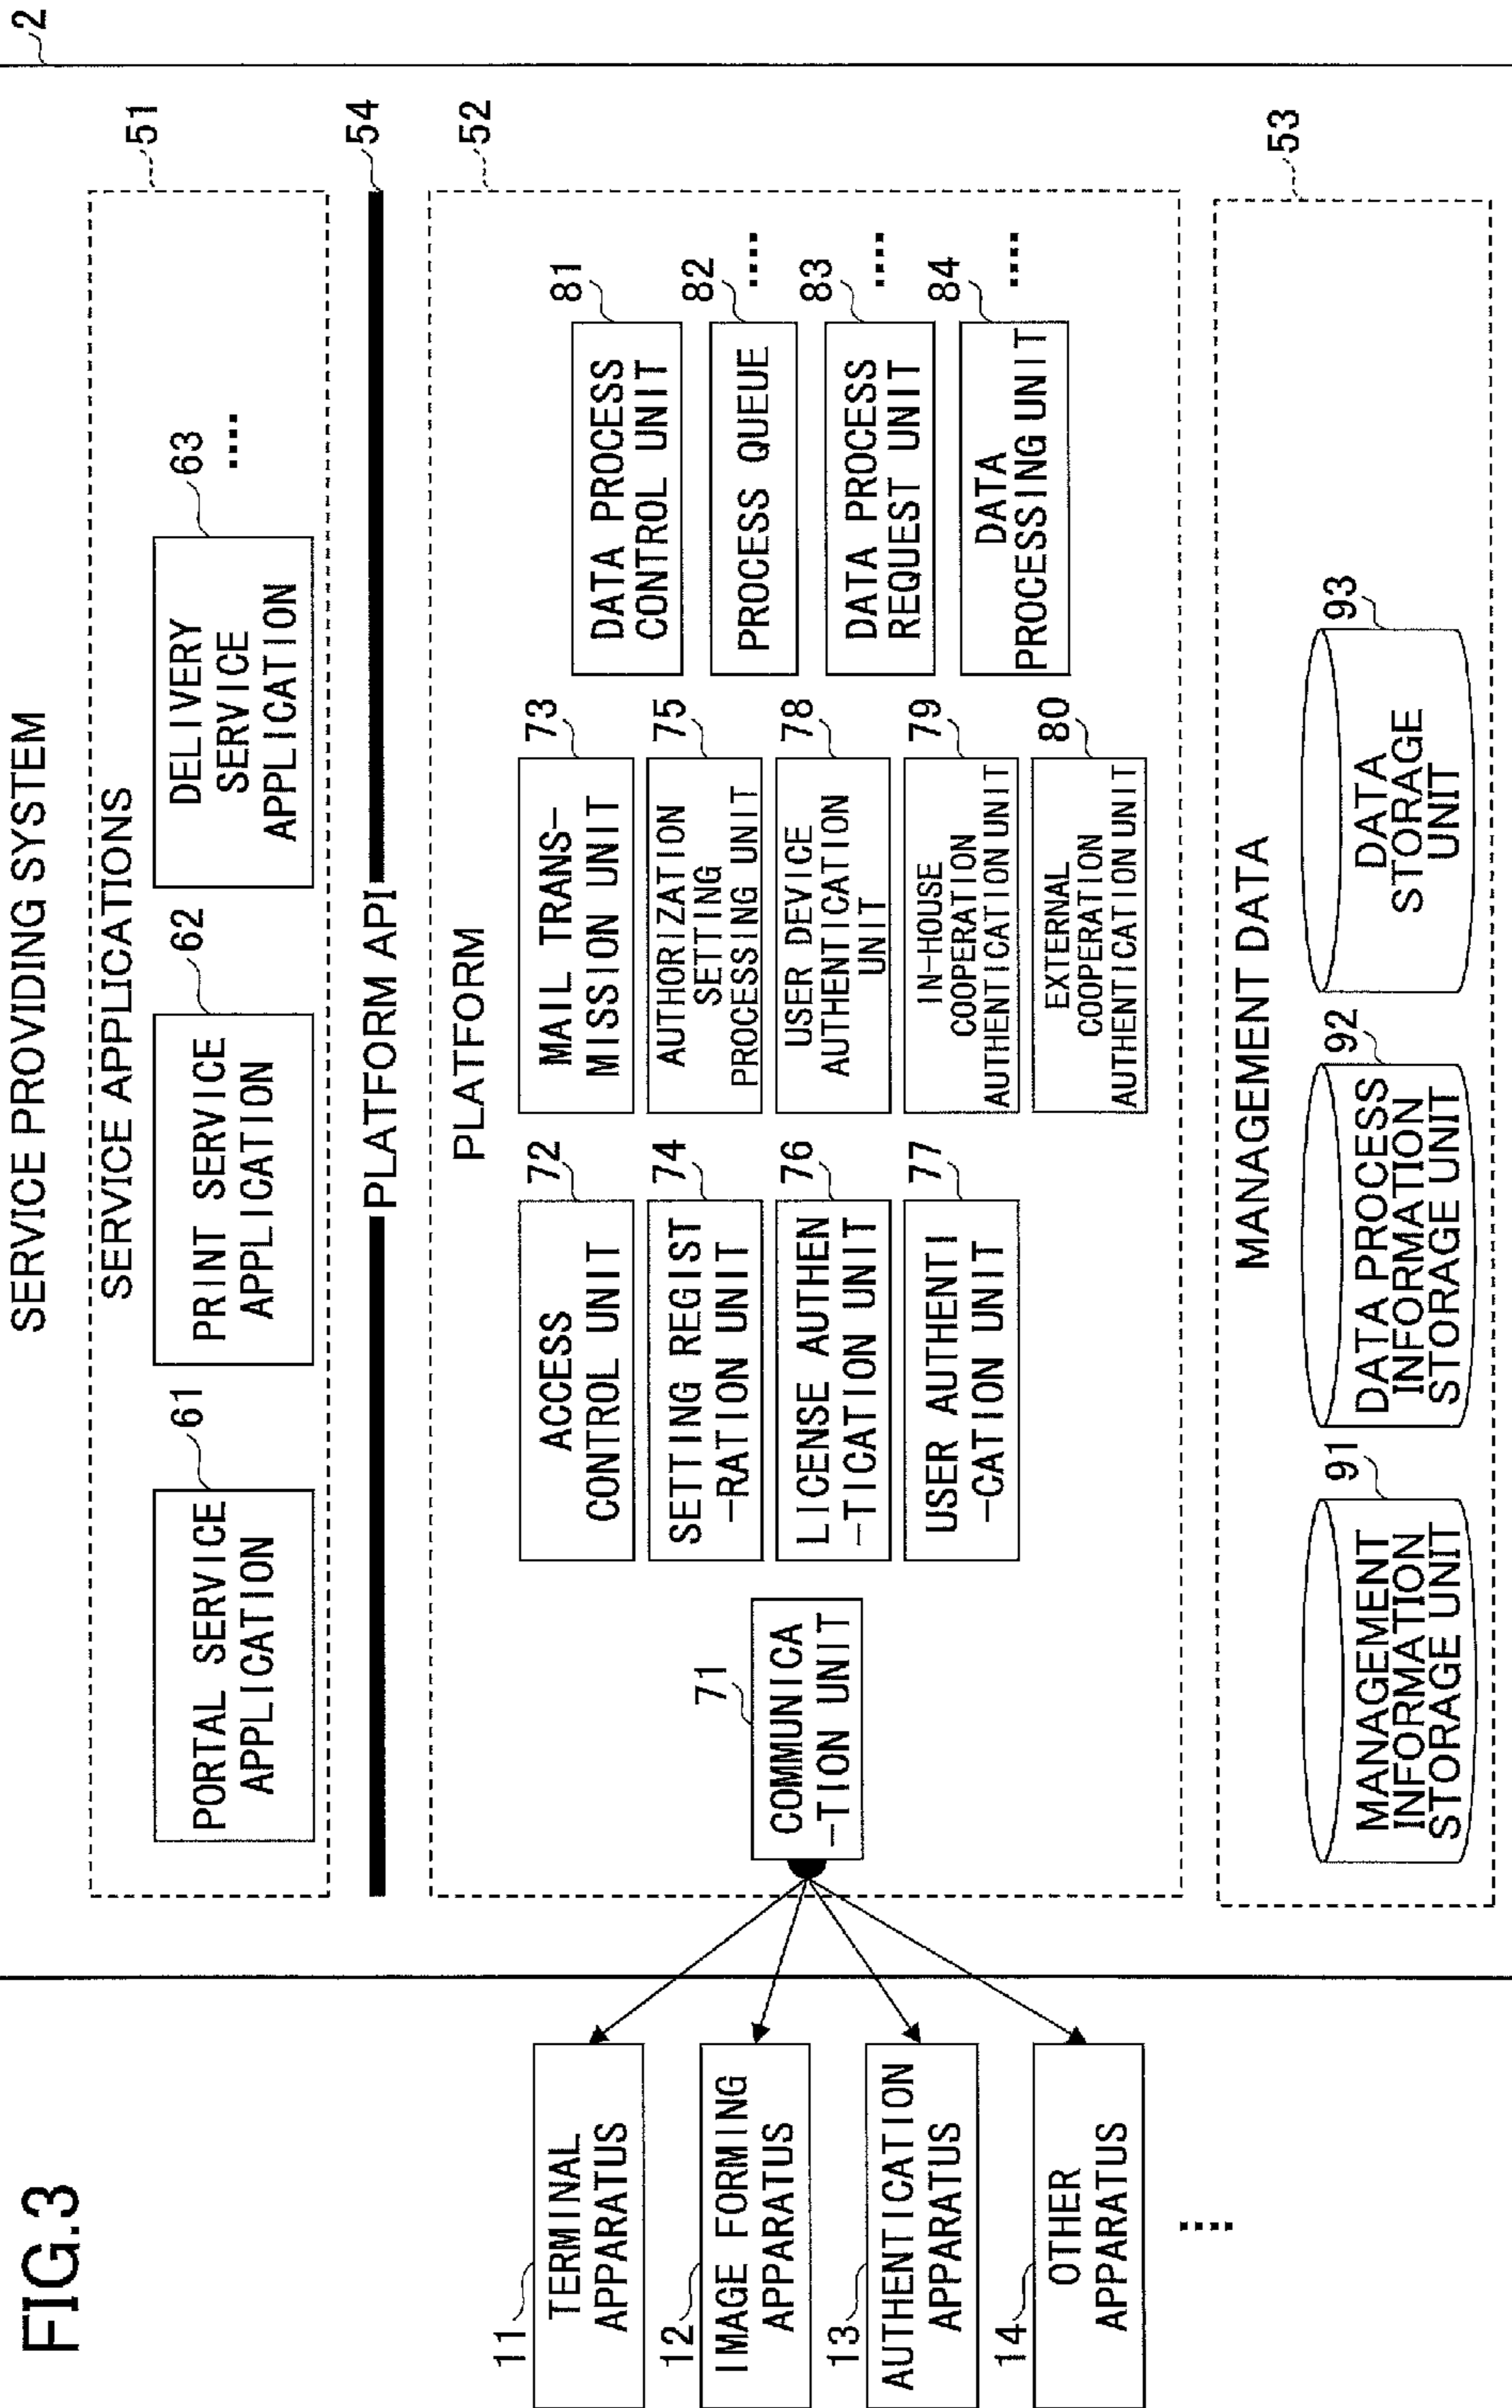 FIG.3
SERVICE PROVIDING SYSTEM
2
SERVICE APPLICATIONS
51
PORTAL SERVICE
APPLICATION
61
PRINT SERVICE
APPLICATION
62
DELIVERY
SERVICE
APPLICATION
63
....
PLATFORM API
54
PLATFORM
52
11
TERMINAL
APPARATUS
12
IMAGE FORMING
APPARATUS
13
AUTHENTICATION
APPARATUS
14
OTHER
APPARATUS
....
71
COMMUNICA
-TION UNIT
72
ACCESS
CONTROL UNIT
74
SETTING REGIST
-RATION UNIT
76
LICENSE AUTHEN
-TICATION UNIT
77
USER AUTHENTI
-CATION UNIT
73
MAIL TRANS-
MISSION UNIT
75
AUTHORIZATION
SETTING
PROCESSING UNIT
78
USER DEVICE
AUTHENTICATION
UNIT
79
IN-HOUSE
COOPERATION
AUTHENTICATION UNIT
80
EXTERNAL
COOPERATION
AUTHENTICATION UNIT
81
DATA PROCESS
CONTROL UNIT
82
PROCESS QUEUE
....
83
DATA PROCESS
REQUEST UNIT
....
84
DATA
PROCESSING UNIT
....
MANAGEMENT DATA
53
91
MANAGEMENT
INFORMATION
STORAGE UNIT
92
DATA PROCESS
INFORMATION
STORAGE UNIT
93
DATA
STORAGE
UNIT